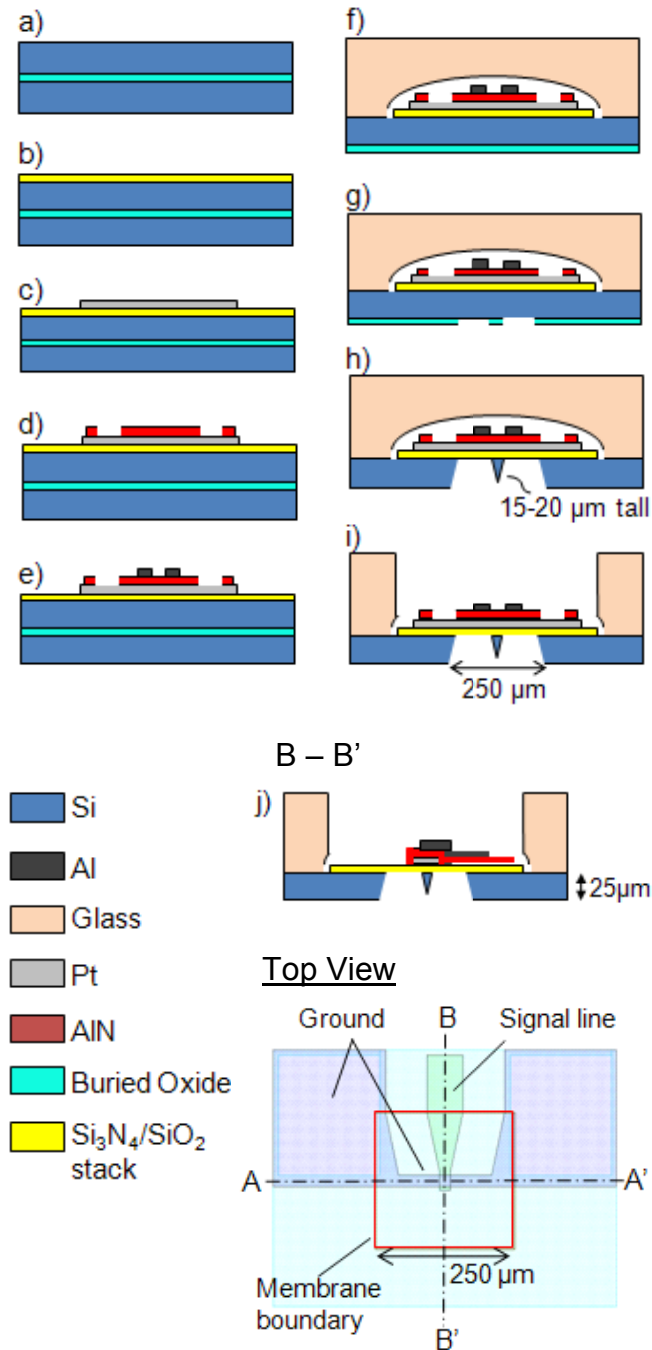 a)
b)
c)
d)
e)
f)
g)
h)
15-20 µm tall
i)
250 µm
B – B’
j)
25µm
Si
Al
Glass
Pt
AlN
Buried Oxide
Si₃N₄/SiO₂
stack
Top View
Ground
B
Signal line
A
A’
250 µm
Membrane
boundary
B’